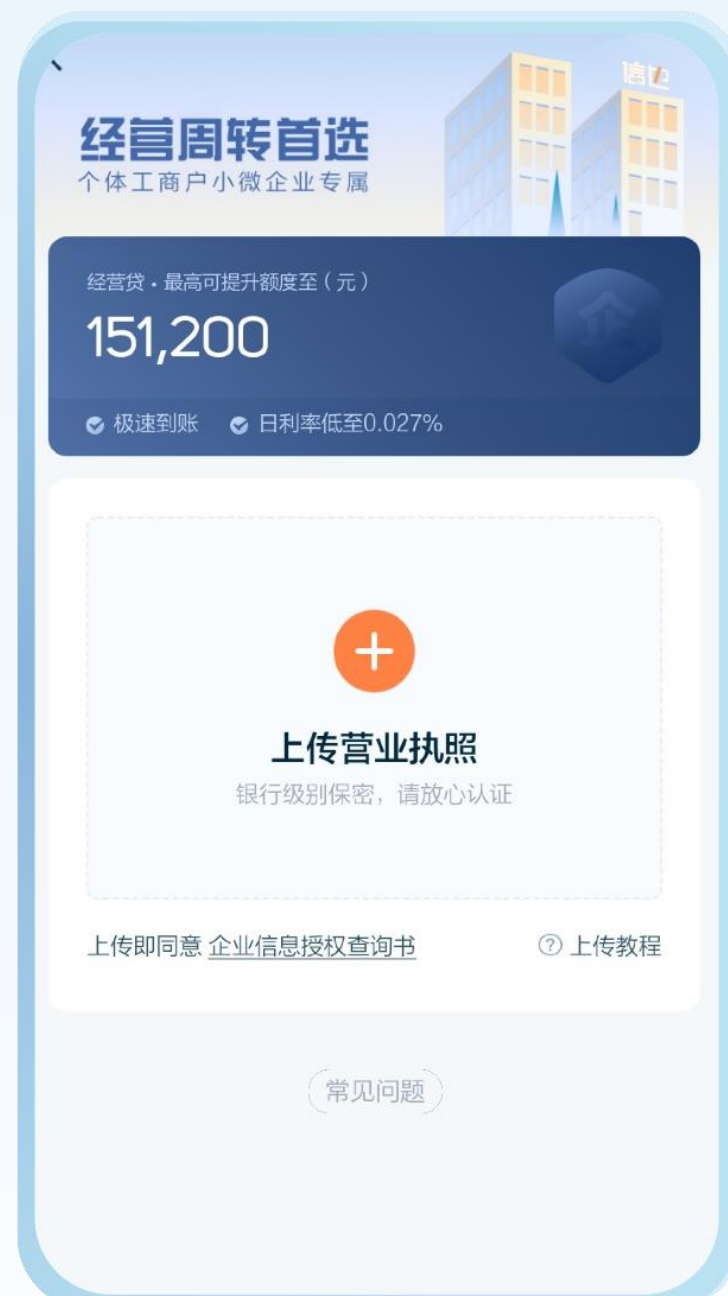 信也
经营周转首选
个体工商户小微企业专属
经营贷·最高可提升额度至（元）
151,200
企
极速到账 日利率低至0.027%
上传营业执照
银行级别保密，请放心认证
上传即同意 企业信息授权查询书 ? 上传教程
常见问题